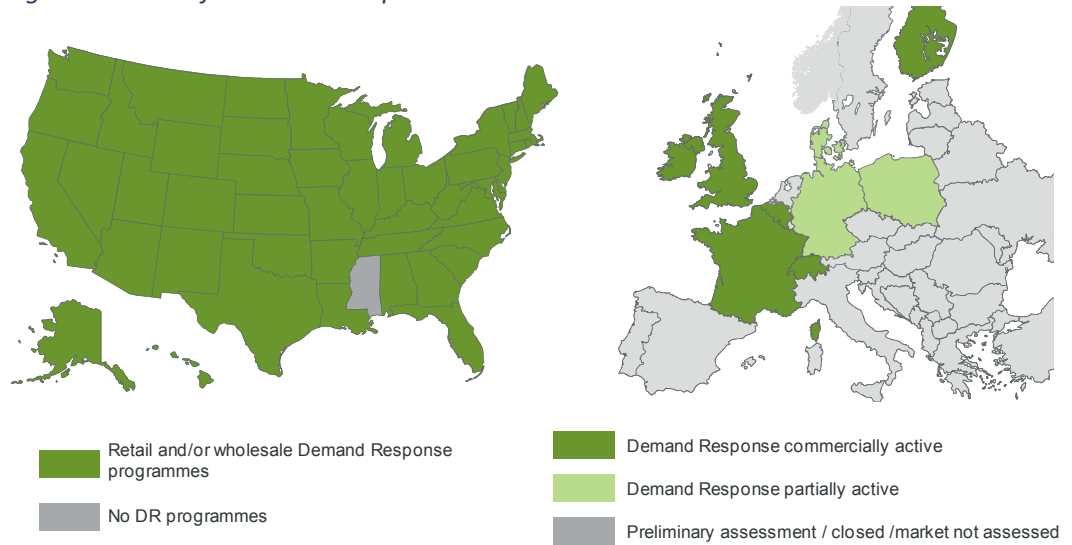 Retail and/or wholesale Demand Response
programmes
No DR programmes
Demand Response commercially active
Demand Response partially active
Preliminary assessment / closed /market not assessed